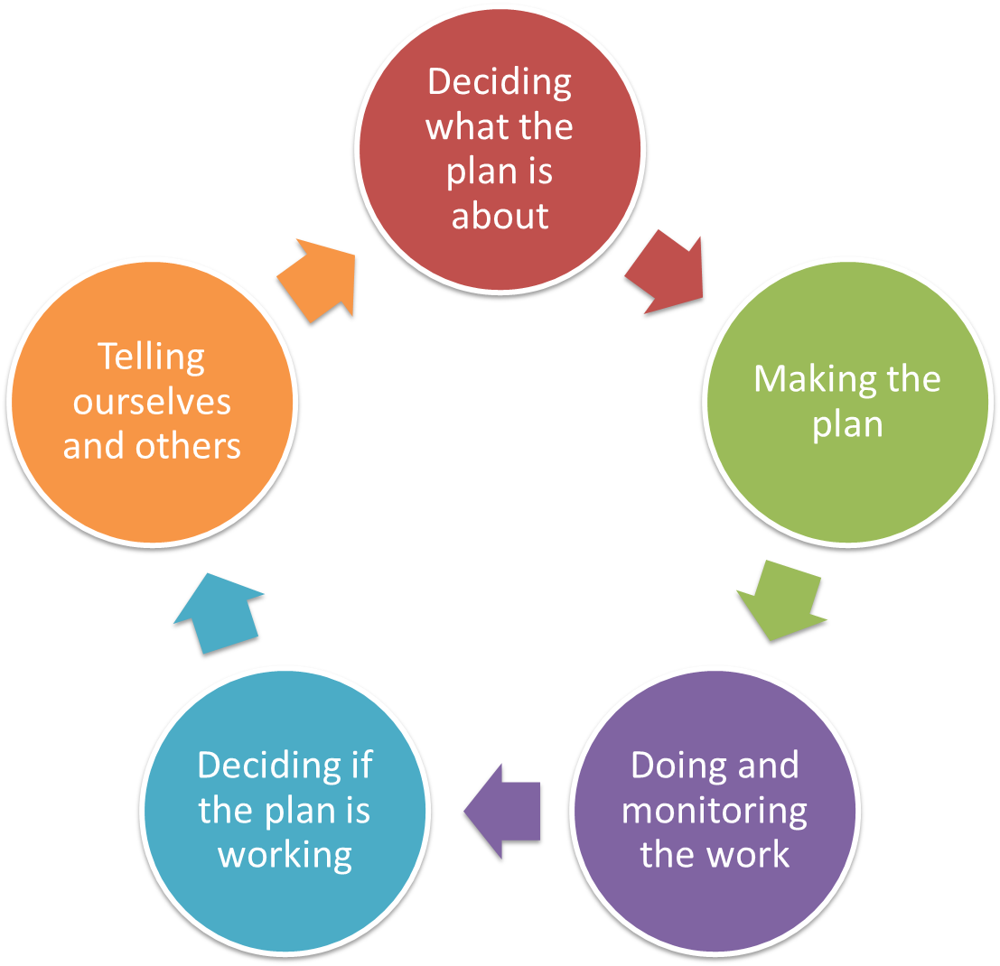 Deciding
what the
plan is
about
Making the
plan
Doing and
monitoring
the work
Deciding if
the plan is
working
Telling
ourselves
and others